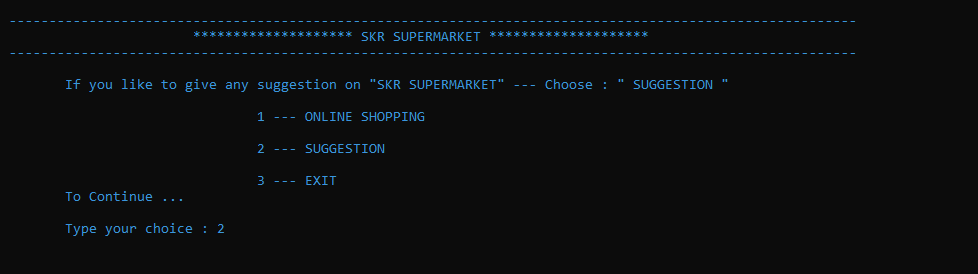 ----------------------------------------------------------------------------------------------------------
******************** SKR SUPERMARKET ********************
----------------------------------------------------------------------------------------------------------
If you like to give any suggestion on "SKR SUPERMARKET" --- Choose : " SUGGESTION "
1 --- ONLINE SHOPPING
2 --- SUGGESTION
3 --- EXIT
To Continue ...
Type your choice : 2